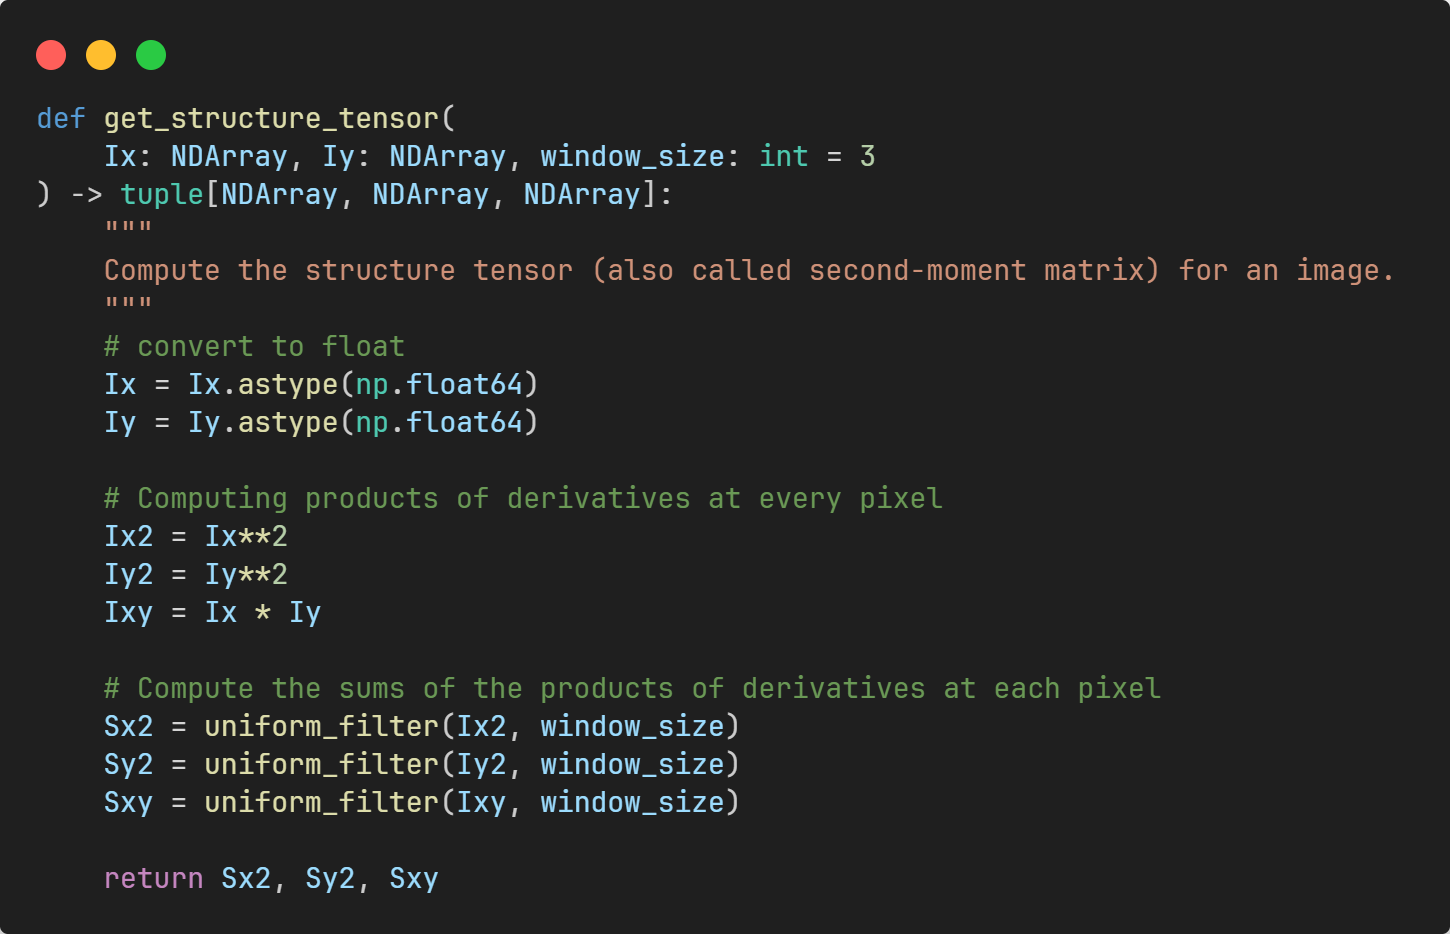 def get_structure_tensor(
    Ix: NDArray, Iy: NDArray, window_size: int = 3
) -> tuple[NDArray, NDArray, NDArray]:
    """
    Compute the structure tensor (also called second-moment matrix) for an image.
    """
    # convert to float
    Ix = Ix.astype(np.float64)
    Iy = Iy.astype(np.float64)

    # Computing products of derivatives at every pixel
    Ix2 = Ix**2
    Iy2 = Iy**2
    Ixy = Ix * Iy

    # Compute the sums of the products of derivatives at each pixel
    Sx2 = uniform_filter(Ix2, window_size)
    Sy2 = uniform_filter(Iy2, window_size)
    Sxy = uniform_filter(Ixy, window_size)

    return Sx2, Sy2, Sxy